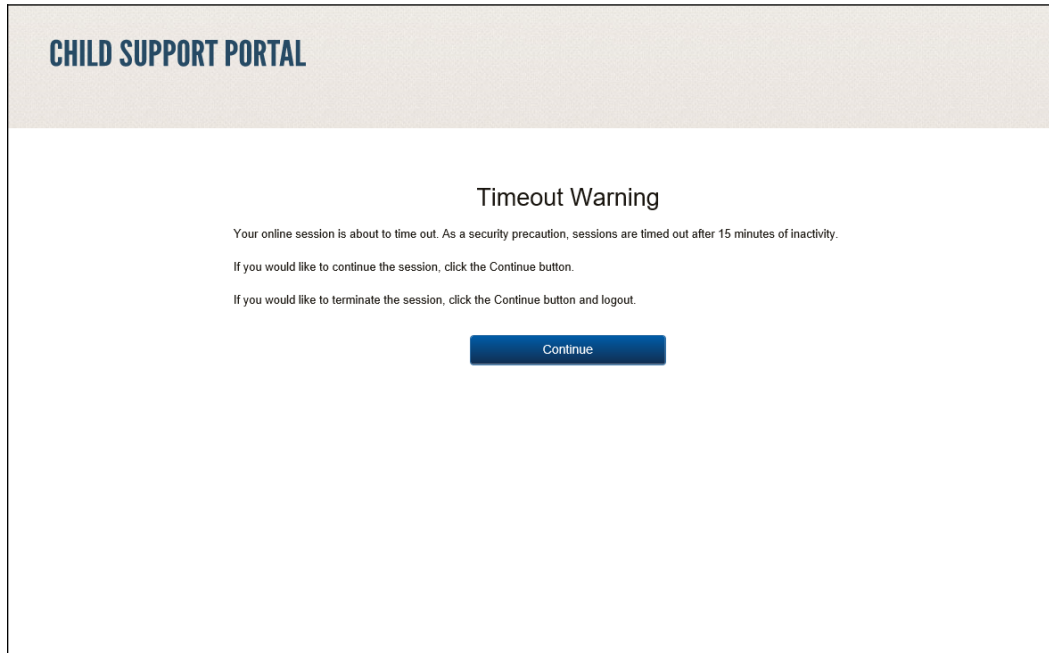 CHILD SUPPORT PORTAL
Timeout Warning
Your online session is about to time out. As a security precaution, sessions are timed out after 15 minutes of inactivity.
If you would like to continue the session, click the Continue button.
If you would like to terminate the session, click the Continue button and logout.
Continue